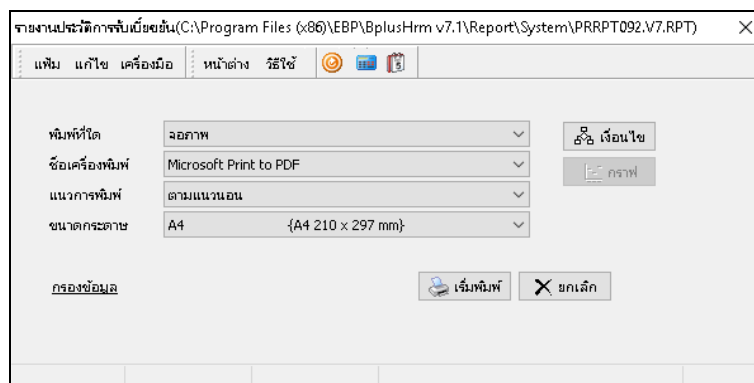 รายงานประวัติการรับเบี้ยขยัน(C:\Program Files (x86)\EBP\BplusHrm v7.1\Report\System\PRRPT092.V7.RPT)
แฟ้ม แก้ไข เครื่องมือ หน้าต่าง วิธีใช้ 5
พิมพ์ที่ใด จอภาพ เงื่อนไข
ชื่อเครื่องพิมพ์ Microsoft Print to PDF กราฟ
แนวการพิมพ์ ตามแนวนอน
ขนาดกระดาษ A4 {A4 210 x 297 mm}
กรองข้อมูล เริ่มพิมพ์ ยกเลิก